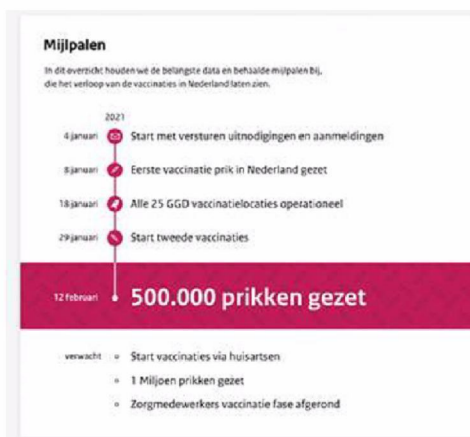 Mijlpalen
In dit overzicht houden we de belangste data en behaalde mijlpalen bij,
die het verloop van de vaccinaties in Nederland laten zien.
2021
4 januari Start met versturen uitnodigingen en aanmeldingen
8 januari Eerste vaccinatie prik in Nederland gezet
18 januari Alle 25 GGD vaccinatielocaties operationeel
29 januari Start tweede vaccinaties
12 februari 500.000 prikken gezet
verwacht Start vaccinaties via huisartsen
1 Miljoen prikken gezet
Zorgmedewerkers vaccinatie fase afgerond